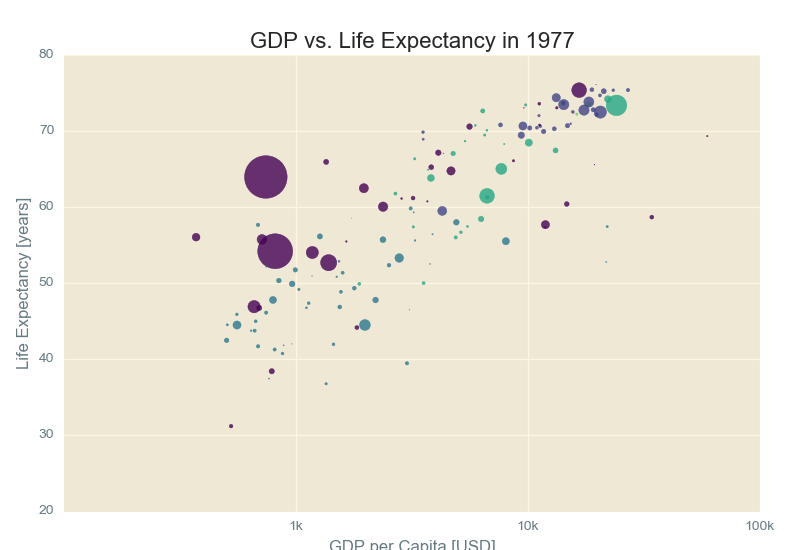 GDP vs. Life Expectancy in 1977
80
70
60
50
40
30
20
Life Expectancy [years]
1k
10k
100k
GDP per Capita [USD]